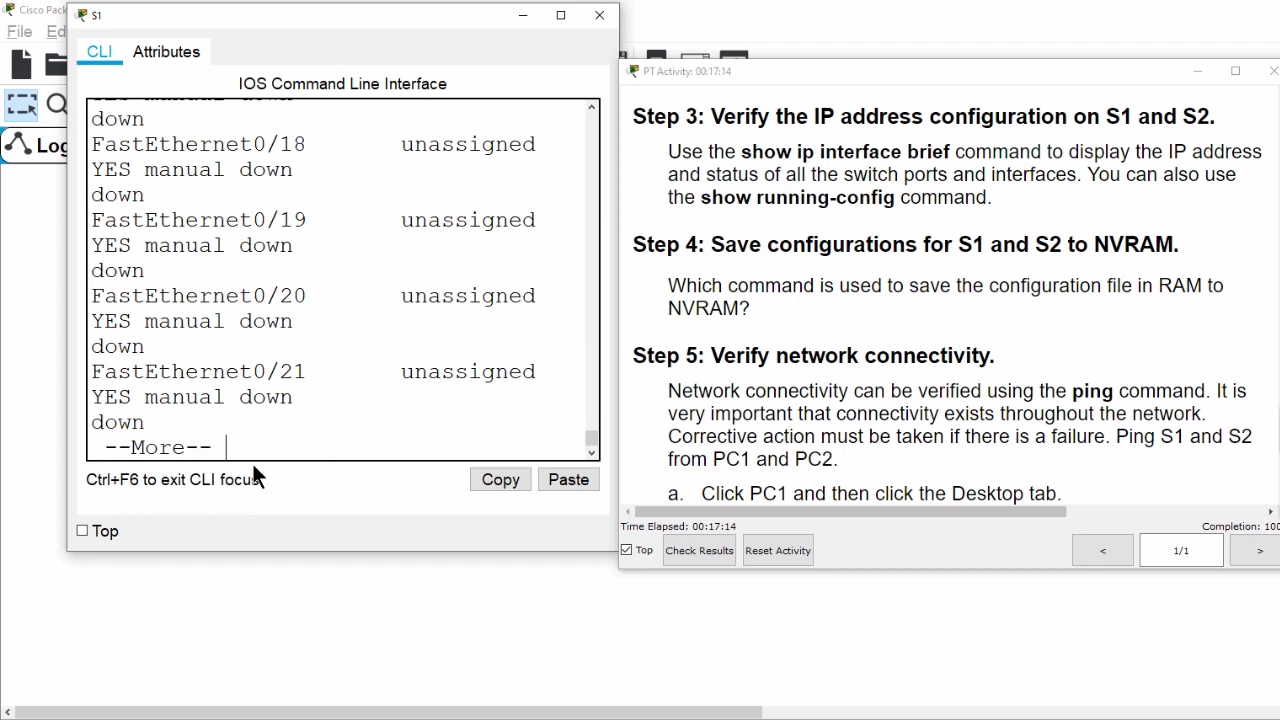 Cisco Pack
File Ed
Log
S1
CLI Attributes
IOS Command Line Interface
down
FastEthernet0/18 unassigned
YES manual down
down
FastEthernet0/19 unassigned
YES manual down
down
FastEthernet0/20 unassigned
YES manual down
down
FastEthernet0/21 unassigned
YES manual down
down
--More--
Ctrl+F6 to exit CLI focus
Copy Paste
Top
PT Activity: 00:17:14
Step 3: Verify the IP address configuration on S1 and S2.
Use the show ip interface brief command to display the IP address
and status of all the switch ports and interfaces. You can also use
the show running-config command.
Step 4: Save configurations for S1 and S2 to NVRAM.
Which command is used to save the configuration file in RAM to
NVRAM?
Step 5: Verify network connectivity.
Network connectivity can be verified using the ping command. It is
very important that connectivity exists throughout the network.
Corrective action must be taken if there is a failure. Ping S1 and S2
from PC1 and PC2.
a. Click PC1 and then click the Desktop tab.
Time Elapsed: 00:17:14 Completion: 100
Top Check Results Reset Activity < 1/1 >